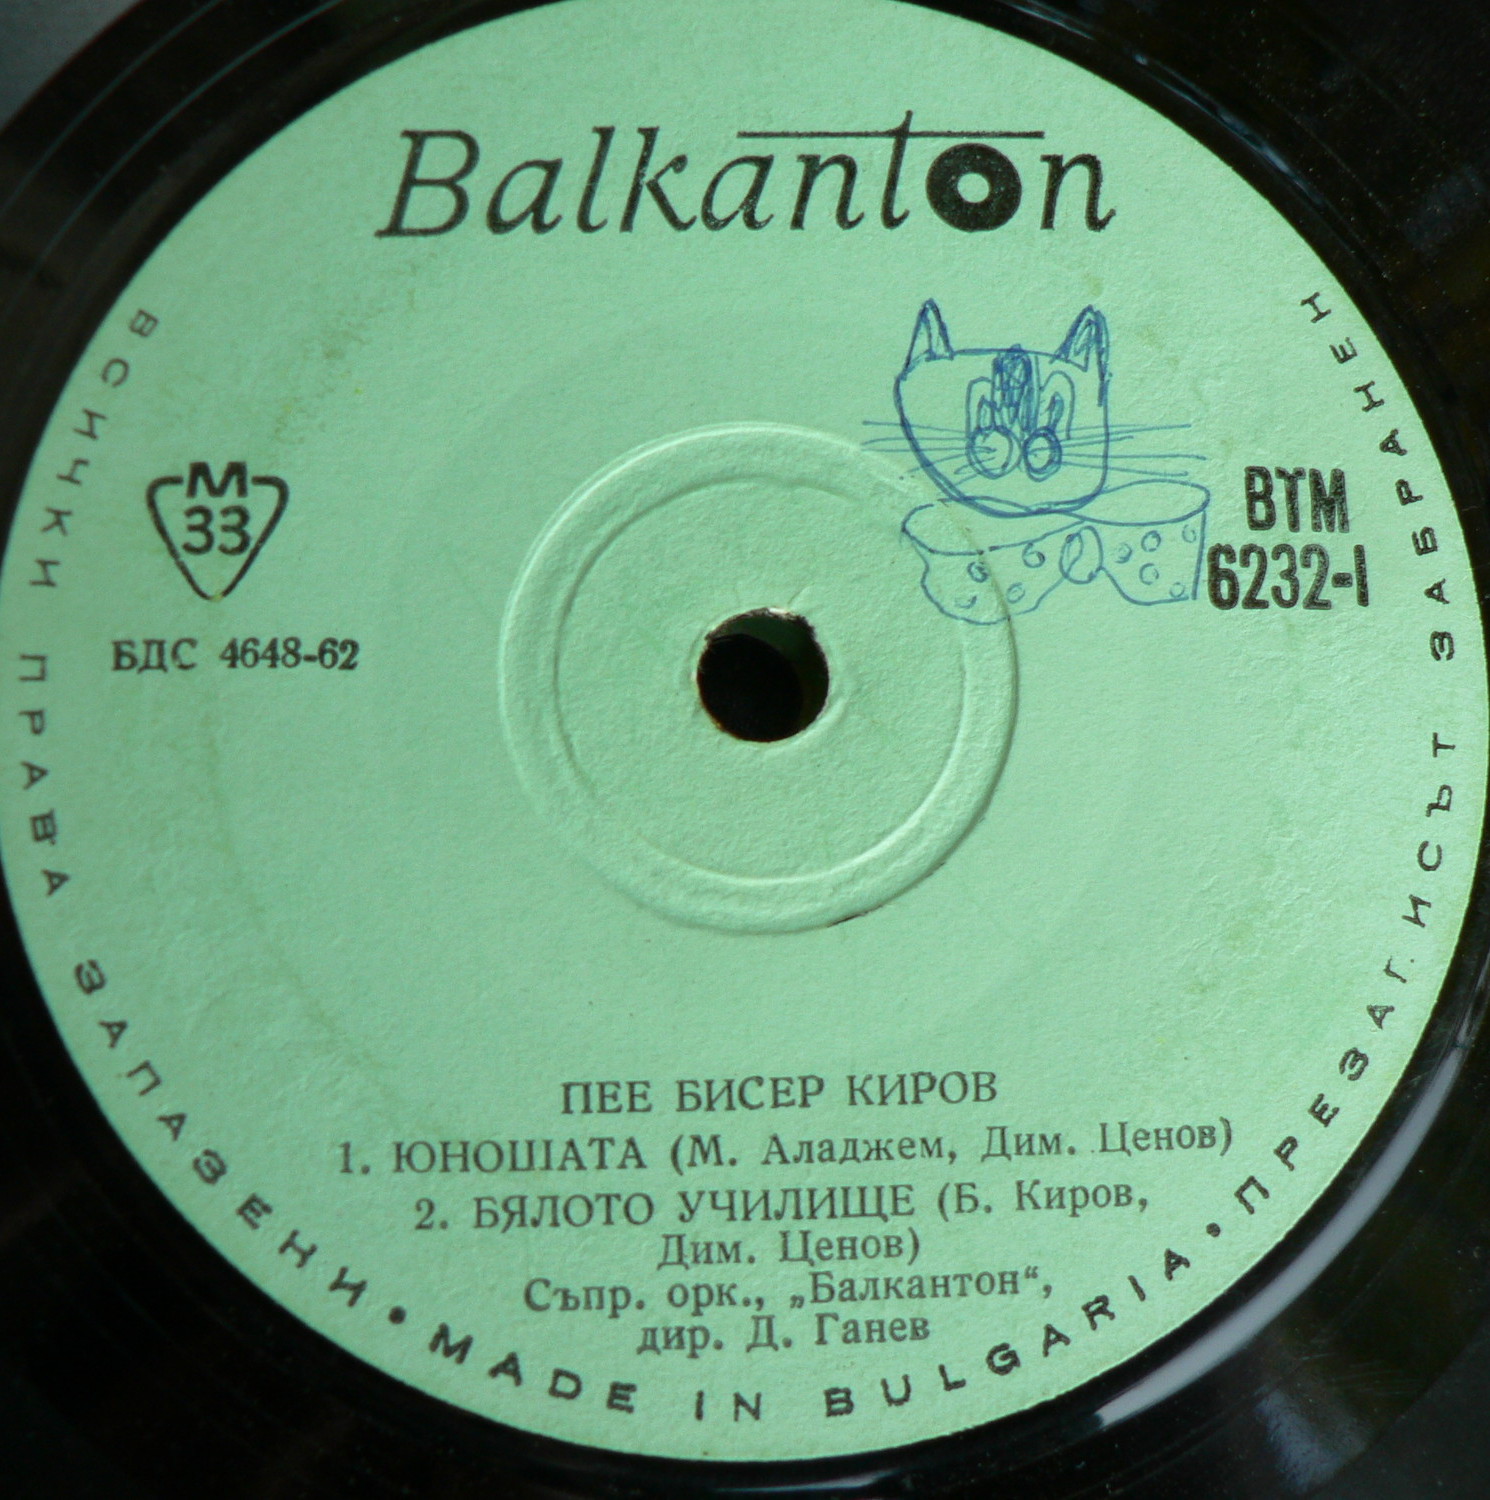 Balkanton
М
33
БДС 4648-62
ВТМ
6232-I
ПЕЕ БИСЕР КИРОВ
1. ЮНОШАТА (М. Аладжем, Дим. Ценов)
2. БЯЛОТО УЧИЛИЩЕ (Б. Киров,
Дим. Ценов)
Съпр. орк., „Балкантон“,
дир. Д. Ганев
ВСИЧКИ ПРАВА ЗАПАЗЕНИ • MADE IN BULGARIA • ПРЕЗАПИСЪТ ЗАБРАНЕН